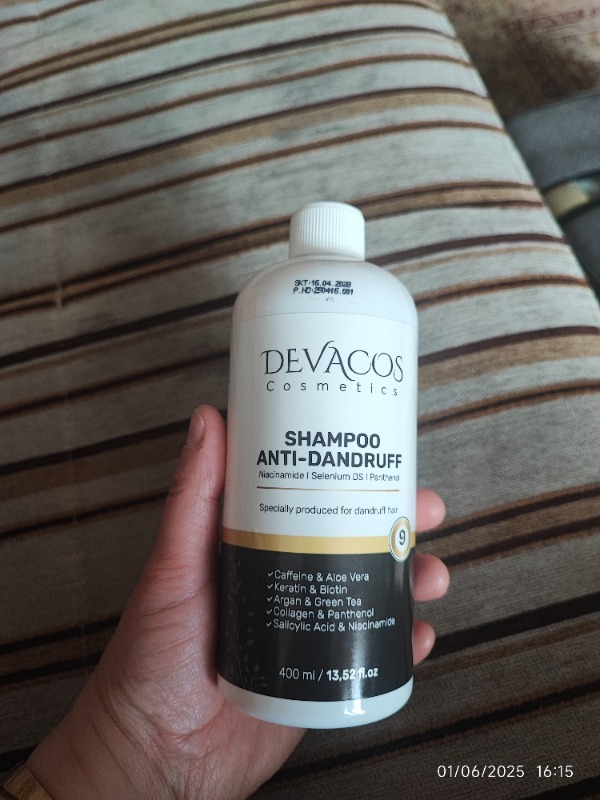 SKT:15.04.2028
P.NO:250415.991
DEVACOS
Cosmetics
SHAMPOO
ANTI-DANDRUFF
Niacinamide | Selenium DS | Panthenol
Specially produced for dandruff hair
9
✓Caffeine & Aloe Vera
✓Keratin & Biotin
✓Argan & Green Tea
✓Collagen & Panthenol
✓Salicylic Acid & Niacinamide
400 ml / 13,52 fl.oz
01/06/2025 16:15